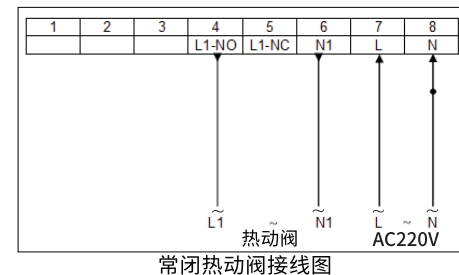 1 2 3 4 5 6 7 8
L1-NO L1-NC N1 L N
~ ~ ~ ~
L1 ~ N1 L ~ N
热动阀 AC220V
常闭热动阀接线图